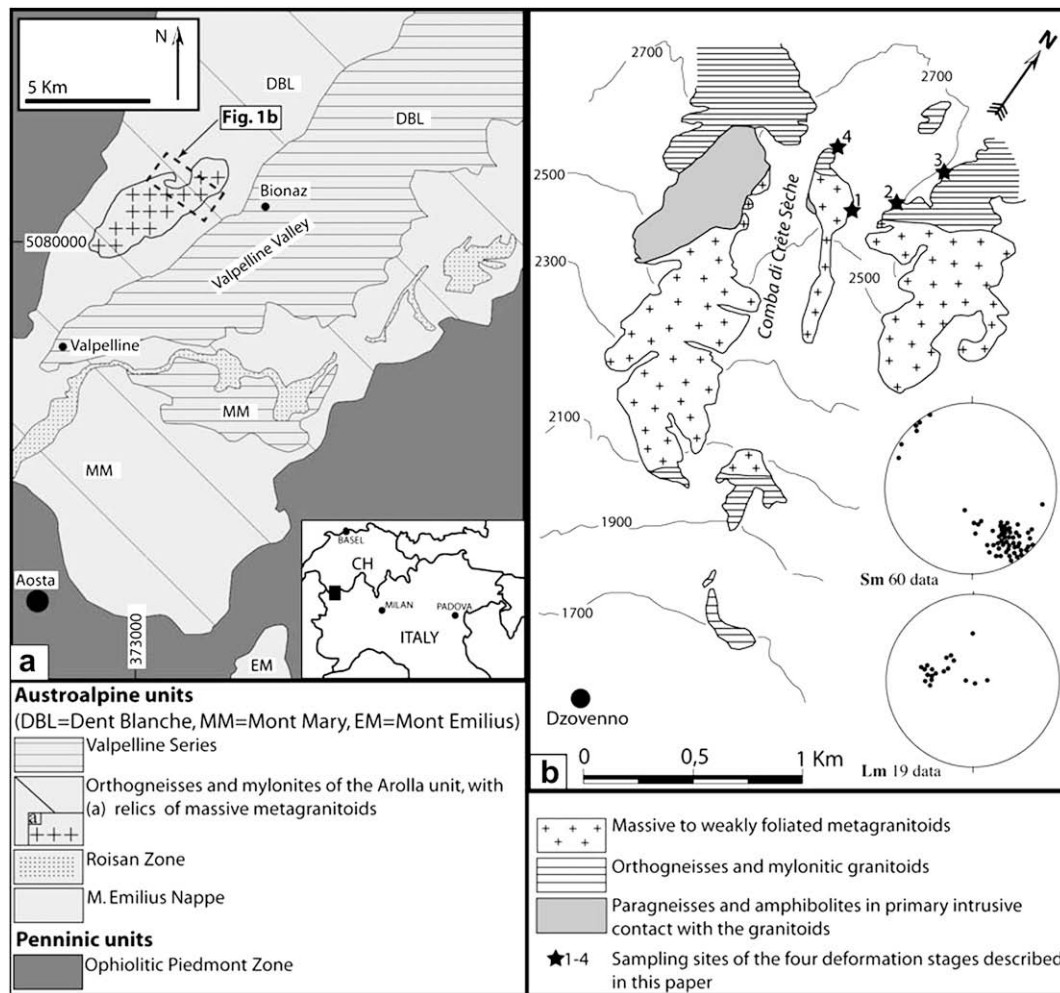 N
5 Km
DBL
Fig. 1b
DBL
Bionaz
5080000
Valpelline Valley
Valpelline
MM
MM
Aosta
373000
EM
BASEL
CH
MILAN
PADOVA
ITALY
a
Austroalpine units
(DBL=Dent Blanche, MM=Mont Mary, EM=Mont Emilius)
Valpelline Series
Orthogneisses and mylonites of the Arolla unit, with
(a) relics of massive metagranitoids
a
Roisan Zone
M. Emilius Nappe
Penninic units
Ophiolitic Piedmont Zone
2700
2700
N
4
3
2500
2
1
Comba di Crête Sèche
2300
2500
2100
1900
Sm 60 data
1700
Dzovenno
0 0,5 1 Km
b
Lm 19 data
Massive to weakly foliated metagranitoids
Orthogneisses and mylonitic granitoids
Paragneisses and amphibolites in primary intrusive
contact with the granitoids
★1-4 Sampling sites of the four deformation stages described
in this paper